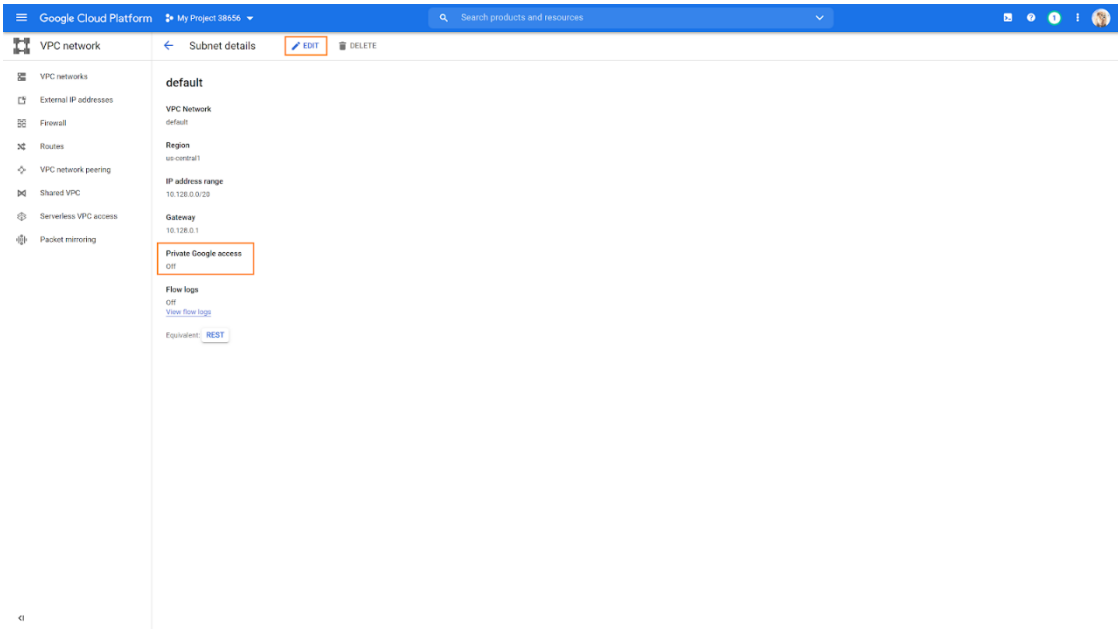 Google Cloud Platform My Project 38656 Search products and resources 1
VPC network Subnet details EDIT DELETE
VPC networks
External IP addresses
Firewall
Routes
VPC network peering
Shared VPC
Serverless VPC access
Packet mirroring
default
VPC Network
default
Region
us-central1
IP address range
10.128.0.0/20
Gateway
10.128.0.1
Private Google access
Off
Flow logs
Off
View flow logs
Equivalent: REST